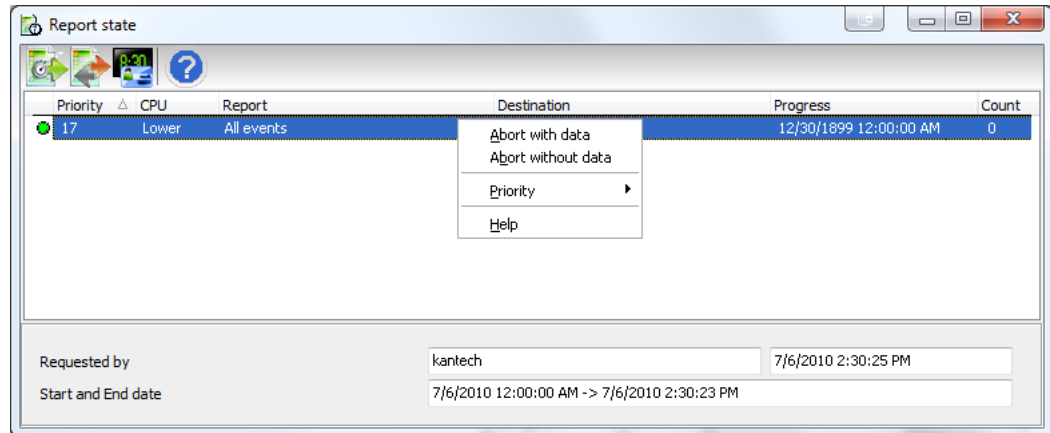 Report state
9:30
Priority CPU Report Destination Progress Count
17 Lower All events 12/30/1899 12:00:00 AM 0
Abort with data
Abort without data
Priority
Help
Requested by kantech 7/6/2010 2:30:25 PM
Start and End date 7/6/2010 12:00:00 AM -> 7/6/2010 2:30:23 PM